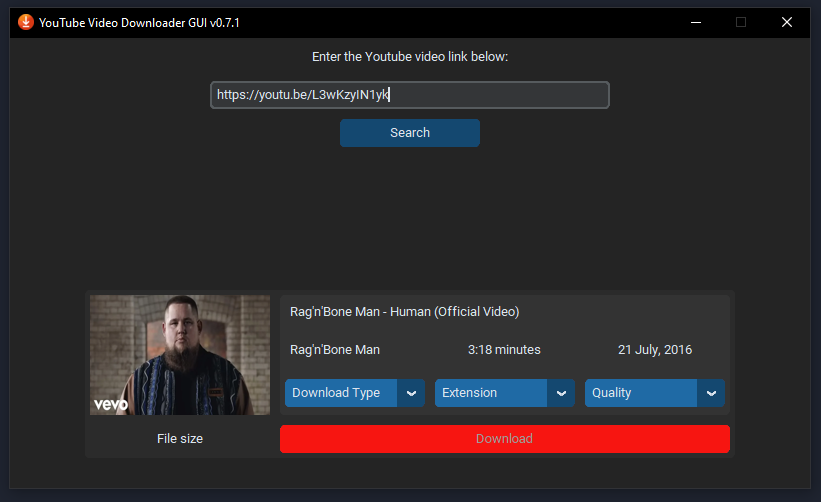 YouTube Video Downloader GUI v0.7.1
Enter the Youtube video link below:
https://youtu.be/L3wKzyIN1yk
Search
Rag'n'Bone Man - Human (Official Video)
Rag'n'Bone Man 3:18 minutes 21 July, 2016
vevo
Download Type Extension Quality
File size Download